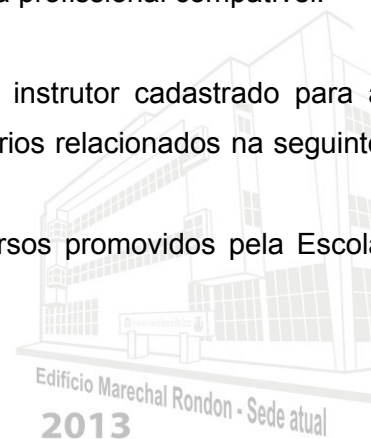 a profissional compatível.
instrutor cadastrado para a
rios relacionados na seguinte
rsos promovidos pela Escola
Edifício Marechal Rondon - Sede atual
2013